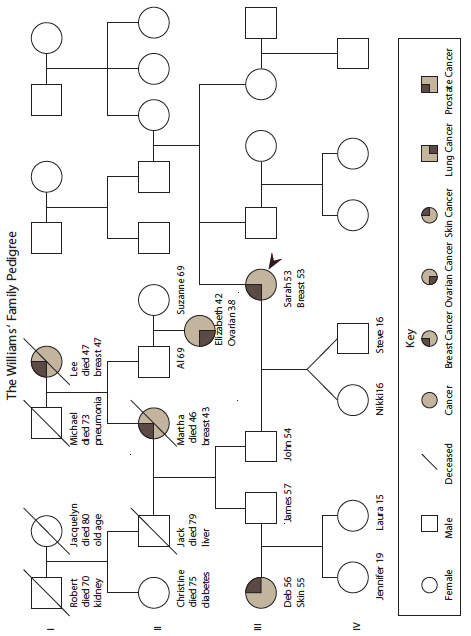 The Williams' Family Pedigree
I
Robert
died 70
kidney
Jacquelyn
died 80
old age
Michael
died 73
pneumonia
Lee
died 47
breast 47
II
Christine
died 75
diabetes
Jack
died 79
liver
Martha
died 46
breast 43
Al 69
Suzanne 69
Elizabeth 42
Ovarian 38
III
Deb 56
Skin 55
James 57
John 54
Sarah 53
Breast 53
IV
Jennifer 19
Laura 15
Nikki16
Steve 16
Key
Female
Male
Deceased
Cancer
Breast Cancer
Ovarian Cancer
Skin Cancer
Lung Cancer
Prostate Cancer